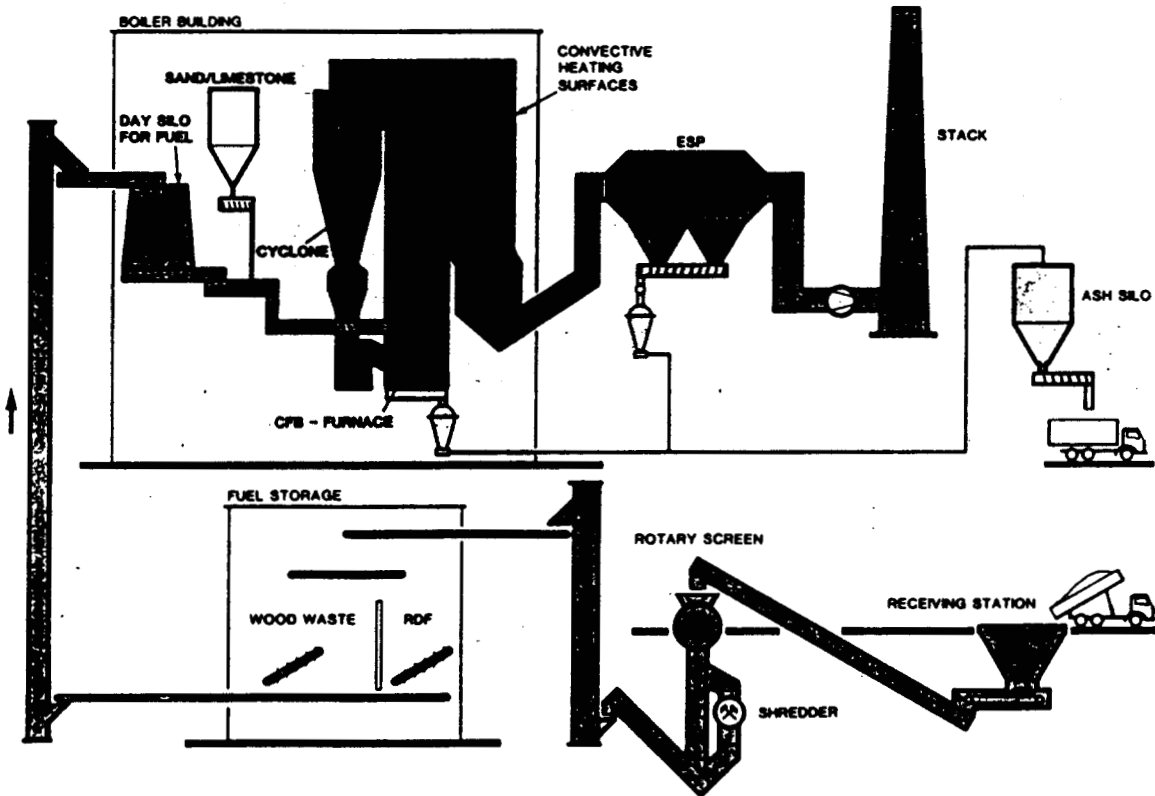 BOILER BUILDING
CONVECTIVE
HEATING
SURFACES
SAND/LIMESTONE
DAY SILO
FOR FUEL
STACK
ESP
CYCLONE
ASH SILO
CFB - FURNACE
FUEL STORAGE
ROTARY SCREEN
RECEIVING STATION
WOOD WASTE
RDF
SHREDDER